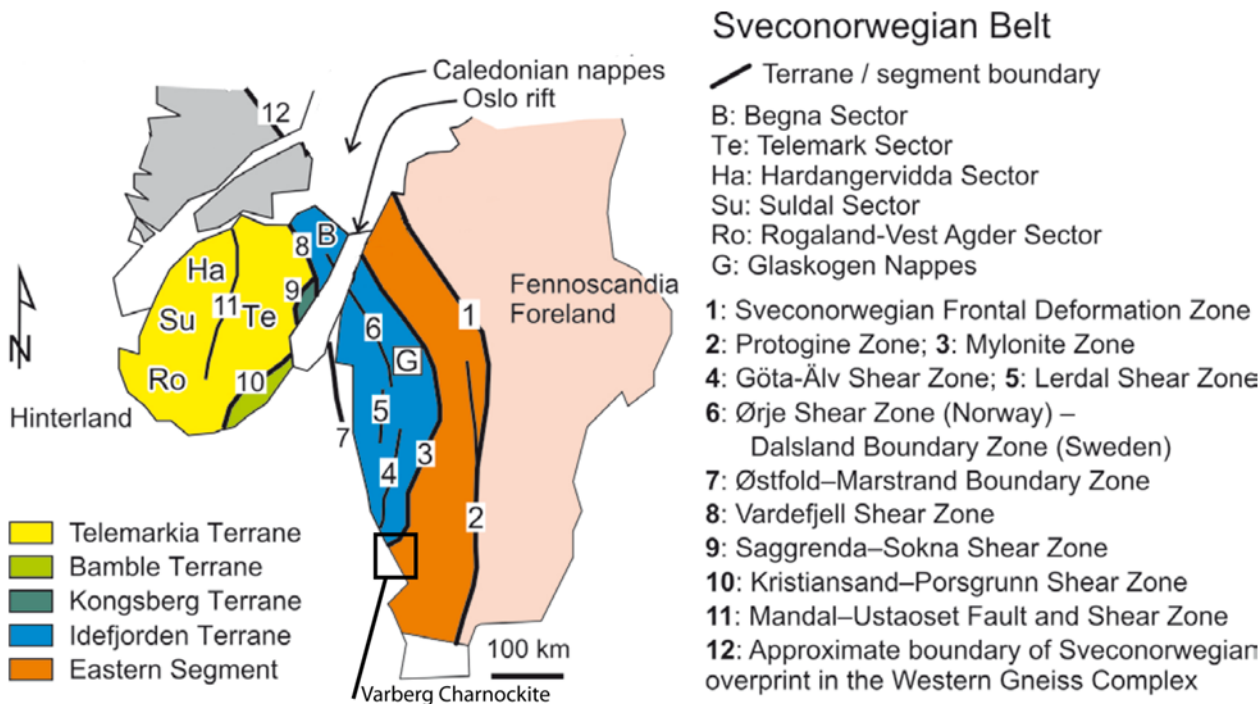 Sveconorwegian Belt
Terrane / segment boundary
B: Begna Sector
Te: Telemark Sector
Ha: Hardangervidda Sector
Su: Suldal Sector
Ro: Rogaland-Vest Agder Sector
G: Glaskogen Nappes
1: Sveconorwegian Frontal Deformation Zone
2: Protogine Zone; 3: Mylonite Zone
4: Göta-Älv Shear Zone; 5: Lerdal Shear Zone
6: Ørje Shear Zone (Norway) –
Dalsland Boundary Zone (Sweden)
7: Østfold–Marstrand Boundary Zone
8: Vardefjell Shear Zone
9: Saggrenda–Sokna Shear Zone
10: Kristiansand–Porsgrunn Shear Zone
11: Mandal–Ustaoset Fault and Shear Zone
12: Approximate boundary of Sveconorwegian
overprint in the Western Gneiss Complex
Caledonian nappes
Oslo rift
12
B
8
Ha
9
11
Te
Su
6
1
Fennoscandia
Foreland
G
Ro
10
5
Hinterland
7
3
4
2
N
Telemarkia Terrane
Bamble Terrane
Kongsberg Terrane
Idefjorden Terrane
Eastern Segment
100 km
Varberg Charnockite